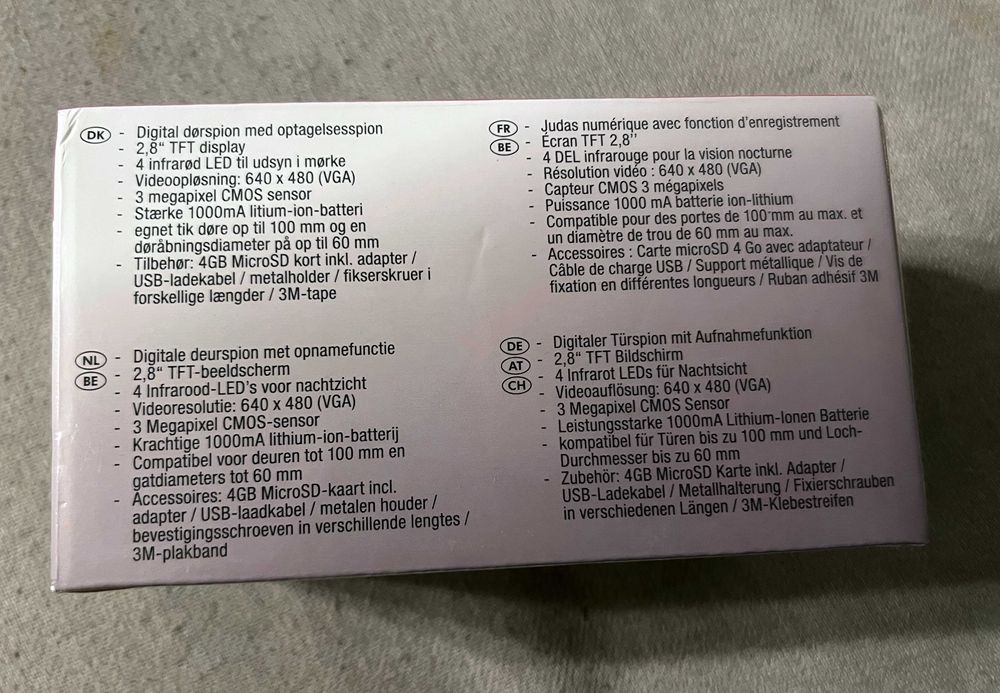 DK - Digital dørspion med optagelsesspion
- 2,8“ TFT display
- 4 infrarød LED til udsyn i mørke
- Videoopløsning: 640 x 480 (VGA)
- 3 megapixel CMOS sensor
- Stærke 1000mA litium-ion-batteri
- egnet tik døre op til 100 mm og en
døråbningsdiameter på op til 60 mm
- Tilbehør: 4GB MicroSD kort inkl. adapter /
USB-ladekabel / metalholder / fikserskruer i
forskellige længder / 3M-tape
FR - Judas numérique avec fonction d’enregistrement
BE - Écran TFT 2,8’’
- 4 DEL infrarouge pour la vision nocturne
- Résolution vidéo : 640 x 480 (VGA)
- Capteur CMOS 3 mégapixels
- Puissance 1000 mA batterie ion-lithium
- Compatible pour des portes de 100 mm au max. et
un diamètre de trou de 60 mm au max.
- Accessoires : Carte microSD 4 Go avec adaptateur /
Câble de charge USB / Support métallique / Vis de
fixation en différentes longueurs / Ruban adhésif 3M
NL - Digitale deurspion met opnamefunctie
BE - 2,8“ TFT-beeldscherm
- 4 Infrarood-LED’s voor nachtzicht
- Videoresolutie: 640 x 480 (VGA)
- 3 Megapixel CMOS-sensor
- Krachtige 1000mA lithium-ion-batterij
- Compatibel voor deuren tot 100 mm en
gatdiameters tot 60 mm
- Accessoires: 4GB MicroSD-kaart incl.
adapter / USB-laadkabel / metalen houder /
bevestigingsschroeven in verschillende lengtes /
3M-plakband
DE - Digitaler Türspion mit Aufnahmefunktion
AT - 2,8“ TFT Bildschirm
CH - 4 Infrarot LEDs für Nachtsicht
- Videoauflösung: 640 x 480 (VGA)
- 3 Megapixel CMOS Sensor
- Leistungsstarke 1000mA Lithium-Ionen Batterie
- kompatibel für Türen bis zu 100 mm und Loch-
Durchmesser bis zu 60 mm
- Zubehör: 4GB MicroSD Karte inkl. Adapter /
USB-Ladekabel / Metallhalterung / Fixierschrauben
in verschiedenen Längen / 3M-Klebestreifen